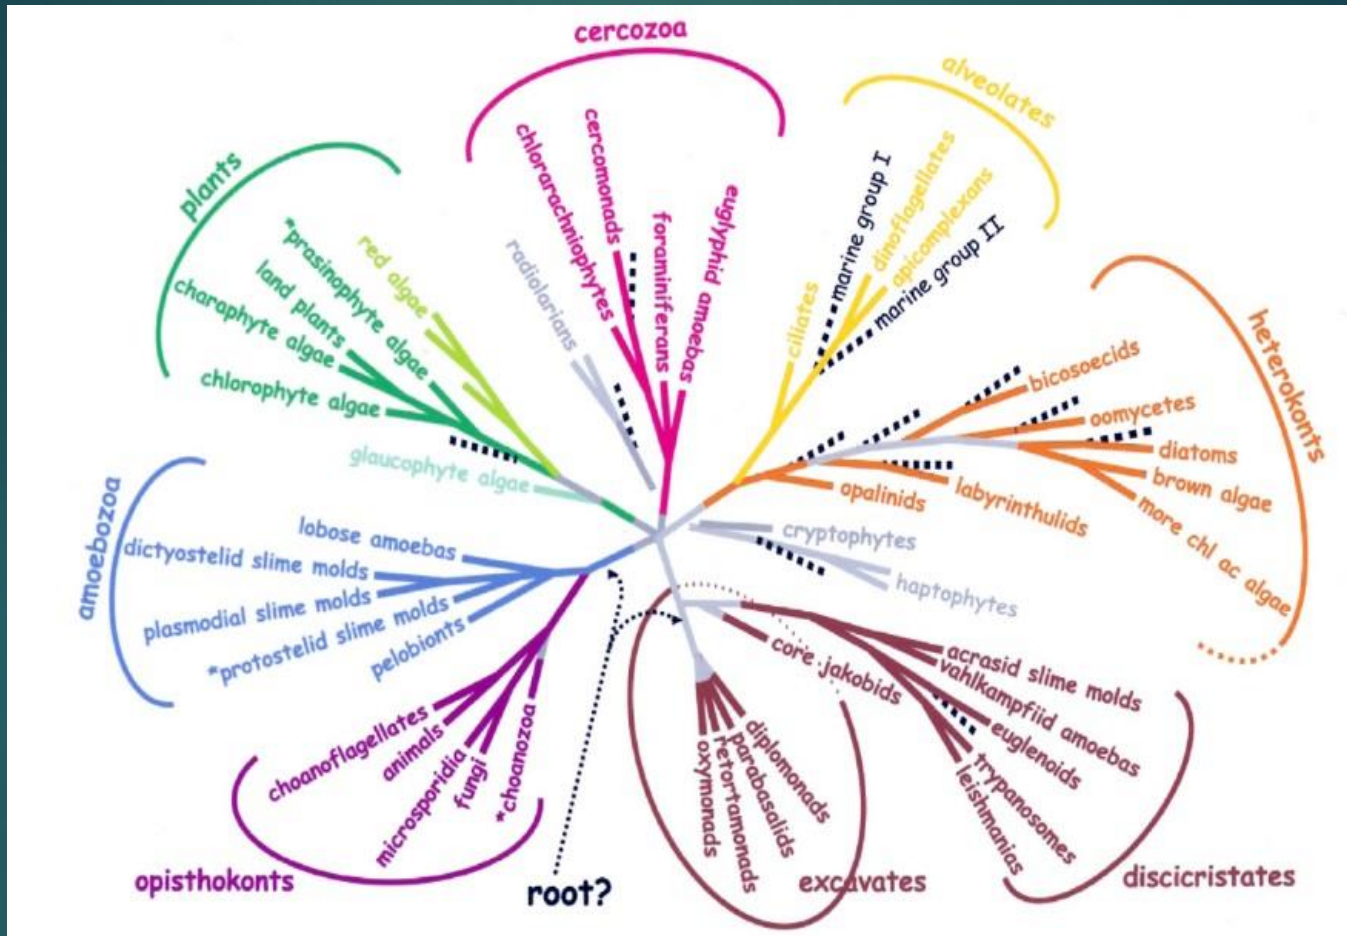 cercozoa
alveolates
plants
heterokonts
amoebozoa
opisthokonts
excavates
discicristates
root?
chlorarachniophytes
cercomonads
foraminiferans
euglyphid amoebas
radiolarians
ciliates
marine group I
dinoflagellates
apicomplexans
marine group II
bicosoecids
oomycetes
diatoms
brown algae
more chl ac algae
labyrinthulids
opalinids
cryptophytes
haptophytes
red algae
*prasinophyte algae
land plants
charaphyte algae
chlorophyte algae
glaucophyte algae
lobose amoebas
dictyostelid slime molds
plasmodial slime molds
*protostelid slime molds
pelobionts
choanoflagellates
animals
microsporidia
fungi
*choanozoa
oxymonads
retortamonads
parabasalids
diplomonads
core jakobids
acrasid slime molds
vahlkampfiid amoebas
euglenoids
trypanosomes
leishmanias